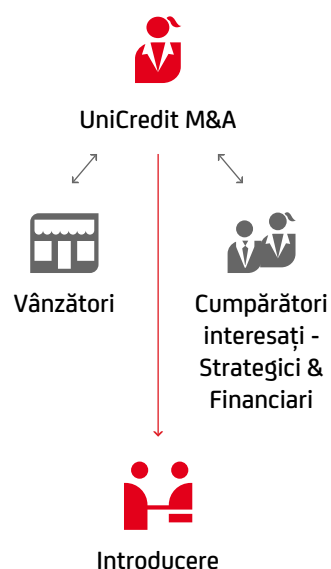 UniCredit M&A
Vânzători
Cumpărători
interesați -
Strategici &
Financiari
Introducere